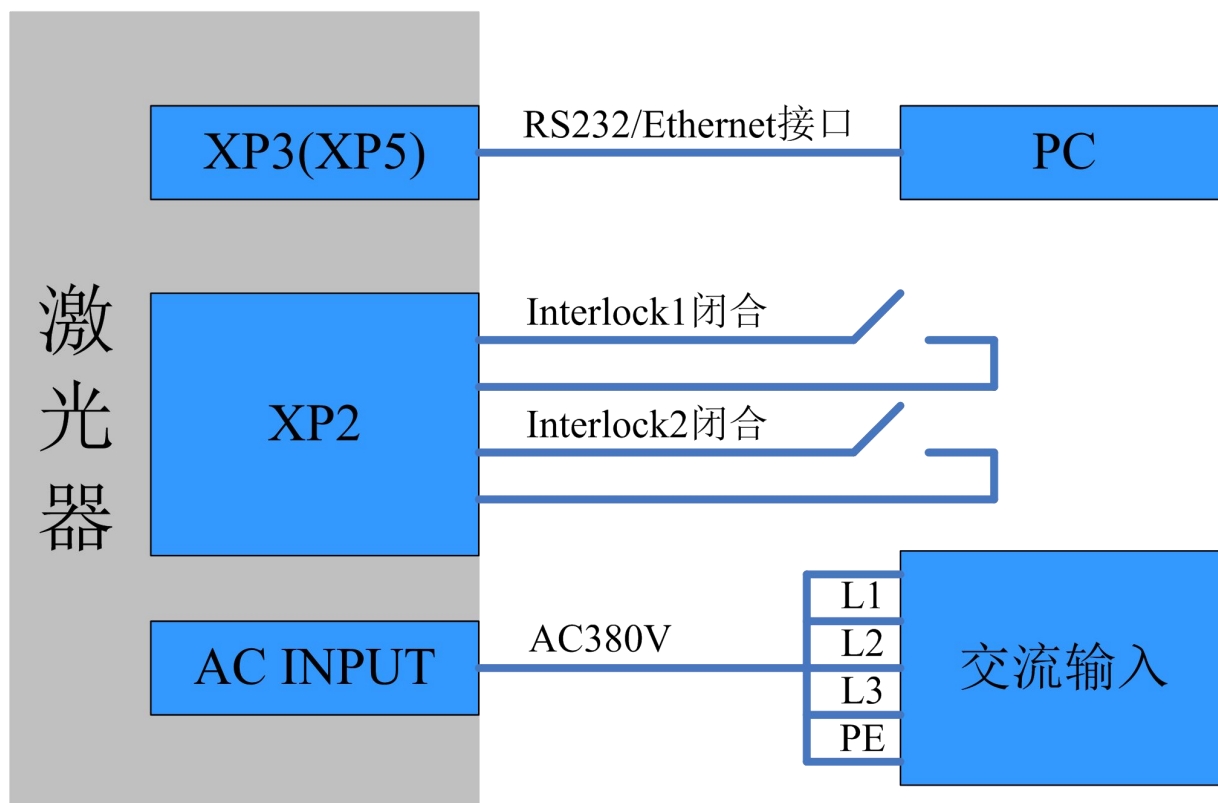 XP3(XP5)
RS232/Ethernet接口
PC
激光器
XP2
Interlock1闭合
Interlock2闭合
AC INPUT
AC380V
L1
L2
L3
PE
交流输入